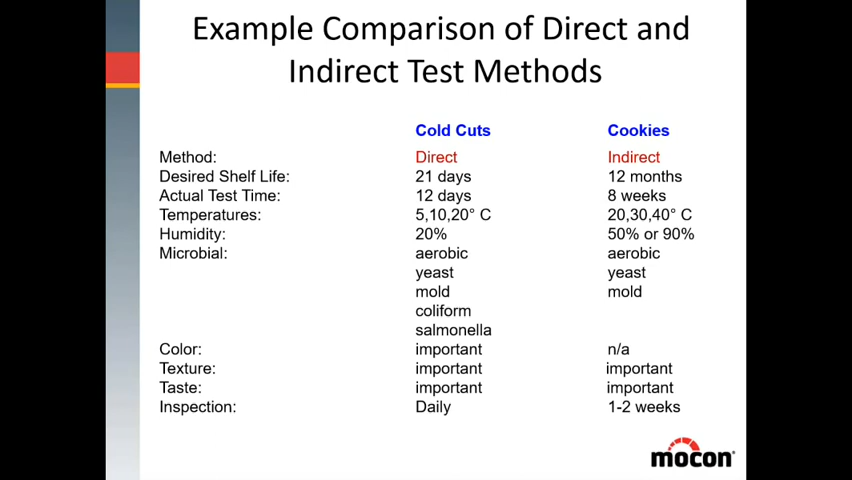 Example Comparison of Direct and
Indirect Test Methods
Cold Cuts Cookies
Method: Direct Indirect
Desired Shelf Life: 21 days 12 months
Actual Test Time: 12 days 8 weeks
Temperatures: 5,10,20° C 20,30,40° C
Humidity: 20% 50% or 90%
Microbial: aerobic aerobic
yeast yeast
mold mold
coliform
salmonella
Color: important n/a
Texture: important important
Taste: important important
Inspection: Daily 1-2 weeks
mocon